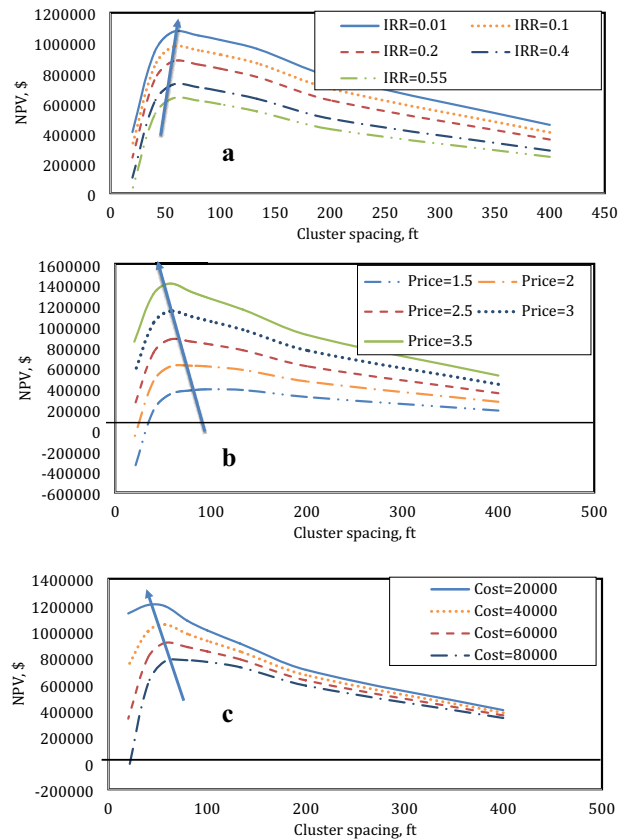 1200000
1000000
800000
600000
400000
200000
0
NPV, $
IRR=0.01 IRR=0.1
IRR=0.2 IRR=0.4
IRR=0.55
a
0 50 100 150 200 250 300 350 400 450
Cluster spacing, ft
1600000
1400000
1200000
1000000
800000
600000
400000
200000
0
-200000
-400000
-600000
NPV, $
Price=1.5 Price=2
Price=2.5 Price=3
Price=3.5
b
0 100 200 300 400 500
Cluster spacing, ft
1400000
1200000
1000000
800000
600000
400000
200000
0
-200000
NPV, $
Cost=20000
Cost=40000
Cost=60000
Cost=80000
c
0 100 200 300 400 500
Cluster spacing, ft